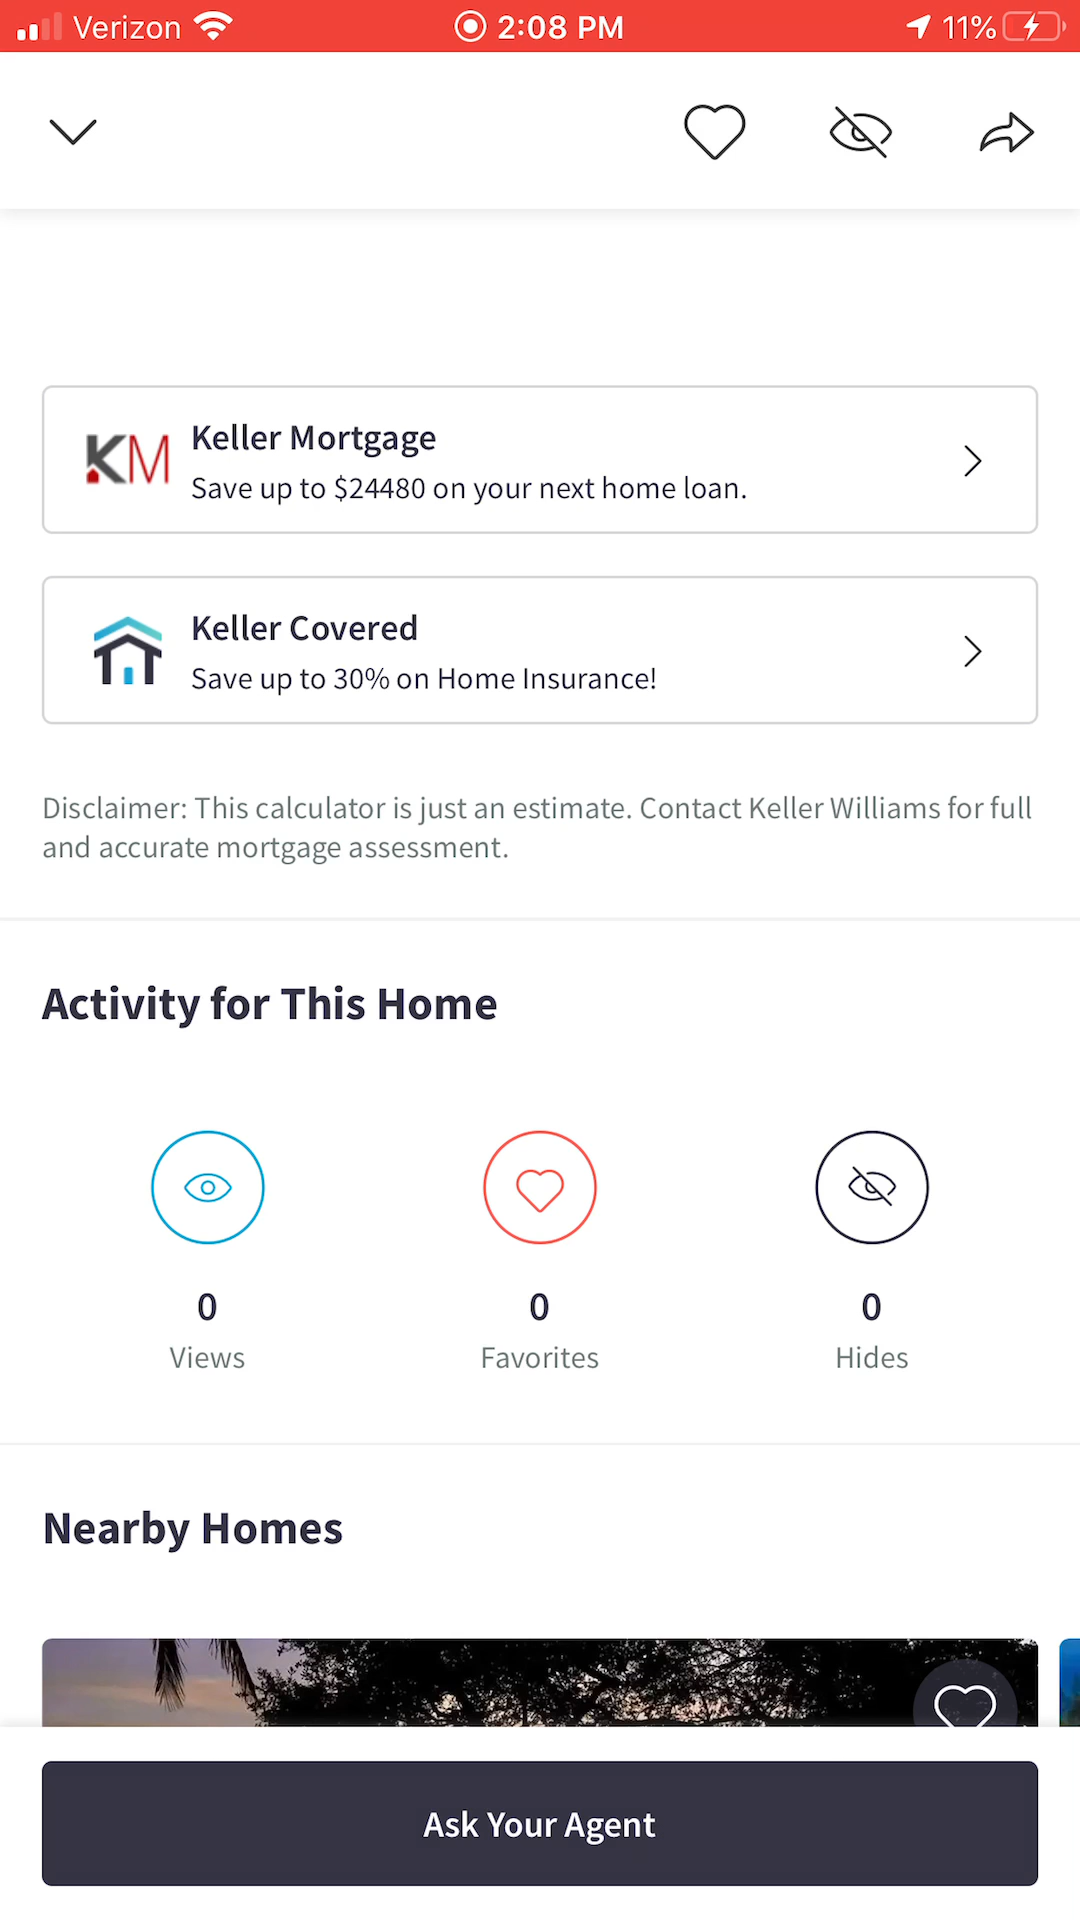 Verizon 2:08 PM 11%
KM
Keller Mortgage
Save up to $24480 on your next home loan.
Keller Covered
Save up to 30% on Home Insurance!
Disclaimer: This calculator is just an estimate. Contact Keller Williams for full
and accurate mortgage assessment.
Activity for This Home
0 0 0
Views Favorites Hides
Nearby Homes
Ask Your Agent